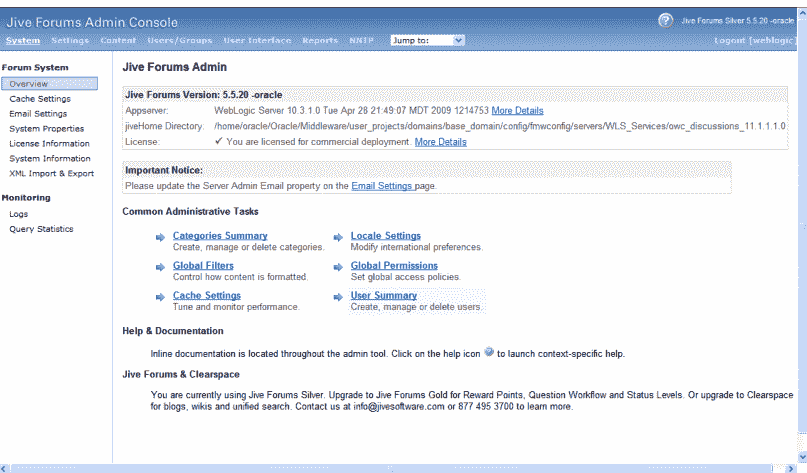 Jive Forums Admin Console
Jive Forums Silver 5.5.20 -oracle
System Settings Content Users/Groups User Interface Reports NNTP Jump to:
Logout [weblogic]
Forum System
Overview
Cache Settings
Email Settings
System Properties
License Information
System Information
XML Import & Export
Monitoring
Logs
Query Statistics
Jive Forums Admin
Jive Forums Version: 5.5.20 -oracle
Appserver: WebLogic Server 10.3.1.0 Tue Apr 28 21:49:07 MDT 2009 1214753 More Details
jiveHome Directory: /home/oracle/Oracle/Middleware/user_projects/domains/base_domain/config/fmwconfig/servers/WLS_Services/owc_discussions_11.1.1.1.0
License: ✓ You are licensed for commercial deployment. More Details
Important Notice:
Please update the Server Admin Email property on the Email Settings page.
Common Administrative Tasks
Categories Summary
Create, manage or delete categories.
Locale Settings
Modify international preferences.
Global Filters
Control how content is formatted.
Global Permissions
Set global access policies.
Cache Settings
Tune and monitor performance.
User Summary
Create, manage or delete users.
Help & Documentation
Inline documentation is located throughout the admin tool. Click on the help icon to launch context-specific help.
Jive Forums & Clearspace
You are currently using Jive Forums Silver. Upgrade to Jive Forums Gold for Reward Points, Question Workflow and Status Levels. Or upgrade to Clearspace
for blogs, wikis and unified search. Contact us at info@jivesoftware.com or 877 495 3700 to learn more.